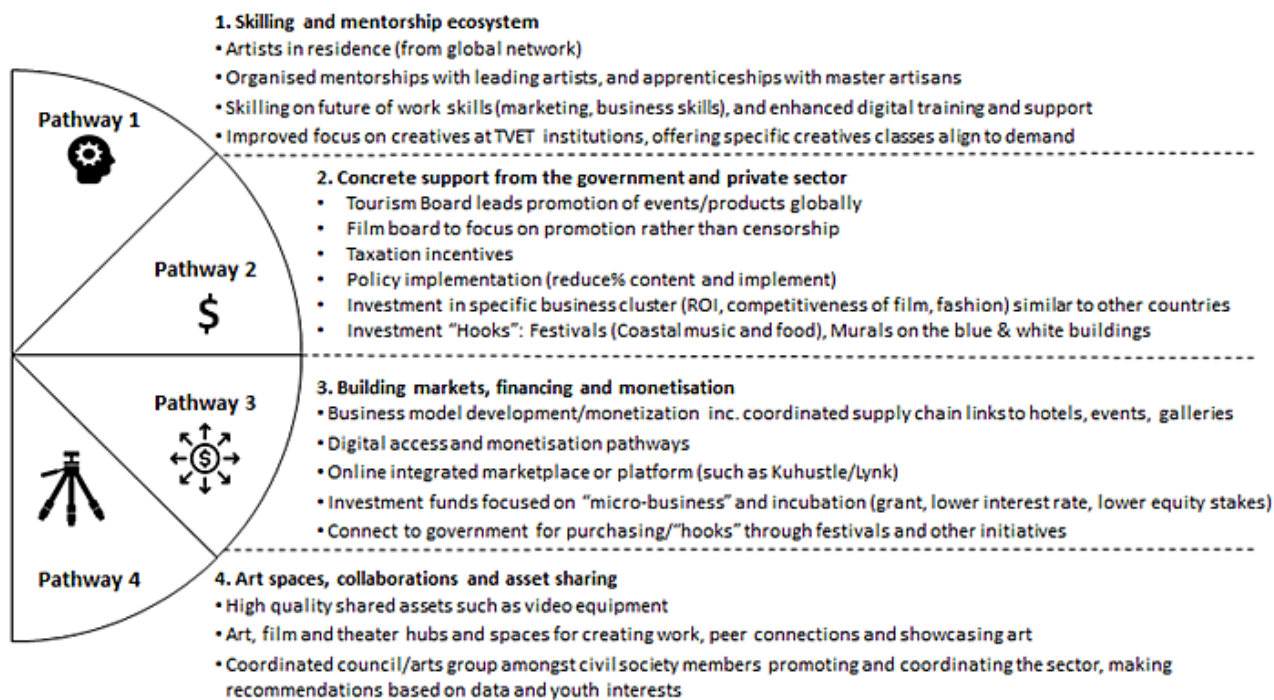 1. Skilling and mentorship ecosystem
• Artists in residence (from global network)
• Organised mentorships with leading artists, and apprenticeships with master artisans
• Skilling on future of work skills (marketing, business skills), and enhanced digital training and support
• Improved focus on creatives at TVET institutions, offering specific creatives classes align to demand
Pathway 1
2. Concrete support from the government and private sector
• Tourism Board leads promotion of events/products globally
• Film board to focus on promotion rather than censorship
• Taxation incentives
• Policy implementation (reduce% content and implement)
• Investment in specific business cluster (ROI, competitiveness of film, fashion) similar to other countries
• Investment “Hooks”: Festivals (Coastal music and food), Murals on the blue & white buildings
Pathway 2
$
3. Building markets, financing and monetisation
• Business model development/monetization inc. coordinated supply chain links to hotels, events, galleries
• Digital access and monetisation pathways
• Online integrated marketplace or platform (such as Kuhustle/Lynk)
• Investment funds focused on “micro-business” and incubation (grant, lower interest rate, lower equity stakes)
• Connect to government for purchasing/“hooks” through festivals and other initiatives
Pathway 3
$
4. Art spaces, collaborations and asset sharing
• High quality shared assets such as video equipment
• Art, film and theater hubs and spaces for creating work, peer connections and showcasing art
• Coordinated council/arts group amongst civil society members promoting and coordinating the sector, making
recommendations based on data and youth interests
Pathway 4